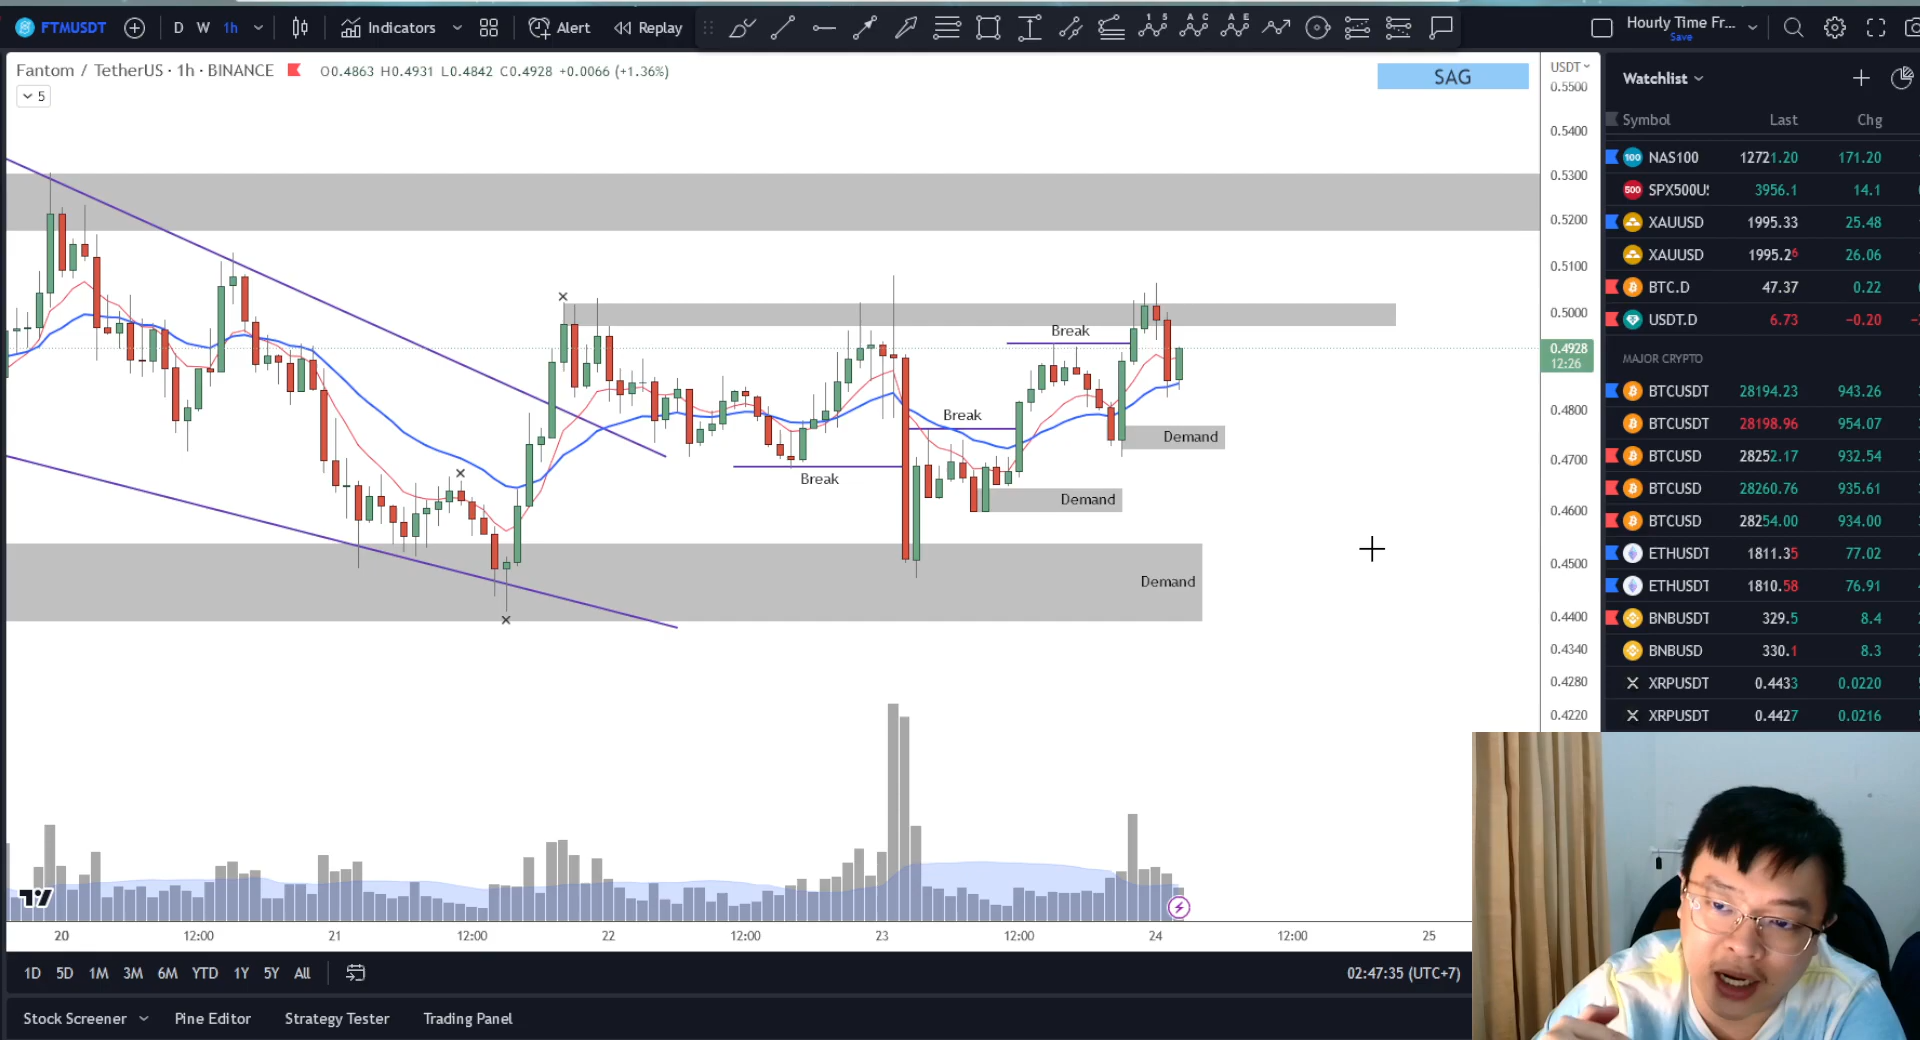 FTMUSDT D W 1h Indicators Alert Replay Hourly Time Fr...
Save
Fantom / TetherUS · 1h · BINANCE O0.4863 H0.4931 L0.4842 C0.4928 +0.0066 (+1.36%)
5
SAG
USDT
0.5500
0.5400
0.5300
0.5200
0.5100
0.5000
0.4928
12:26
0.4800
0.4700
0.4600
0.4500
0.4400
0.4340
0.4280
0.4220
Break
Break
Break
Demand
Demand
Demand
20 12:00 21 12:00 22 12:00 23 12:00 24 12:00 25
1D 5D 1M 3M 6M YTD 1Y 5Y All 02:47:35 (UTC+7)
Stock Screener Pine Editor Strategy Tester Trading Panel
Watchlist
Symbol Last Chg
100 NAS100 12721.20 171.20
500 SPX500U 3956.1 14.1
XAUUSD 1995.33 25.48
XAUUSD 1995.26 26.06
BTC.D 47.37 0.22
USDT.D 6.73 −0.20
MAJOR CRYPTO
BTCUSDT 28194.23 943.26
BTCUSDT 28198.96 954.07
BTCUSD 28252.17 932.54
BTCUSD 28260.76 935.61
BTCUSD 28254.00 934.00
ETHUSDT 1811.35 77.02
ETHUSDT 1810.58 76.91
BNBUSDT 329.5 8.4
BNBUSD 330.1 8.3
XRPUSDT 0.4433 0.0220
XRPUSDT 0.4427 0.0216